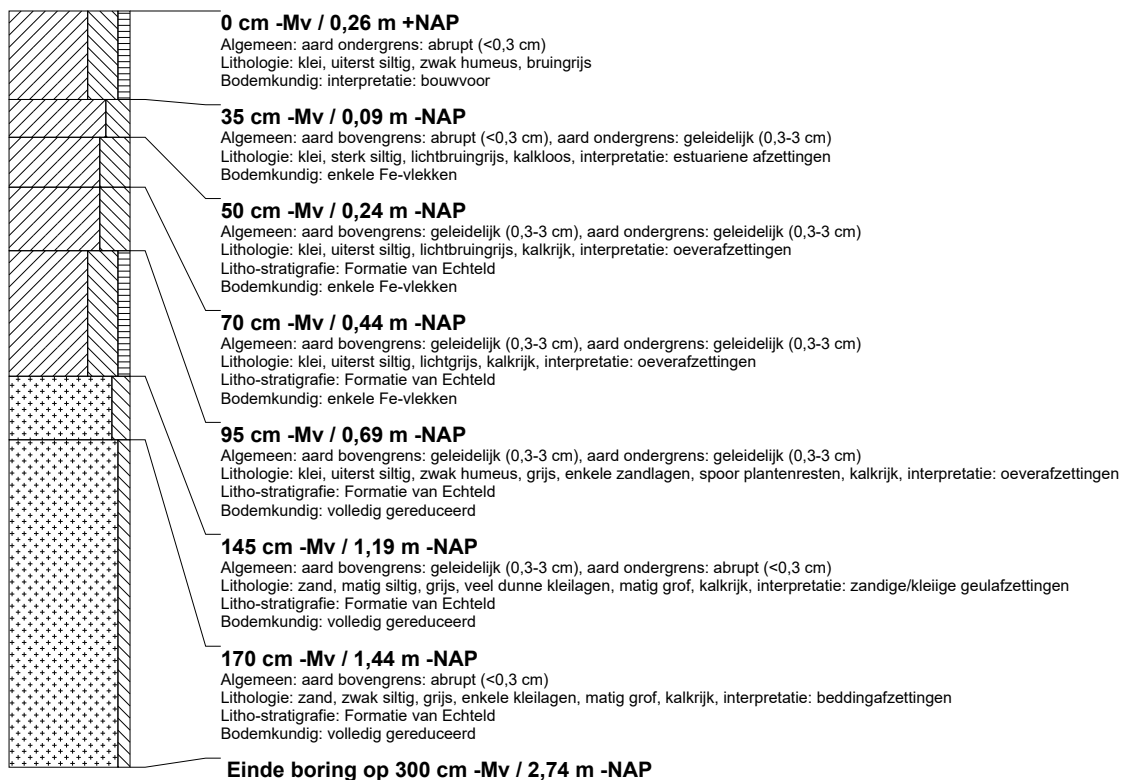 0 cm -Mv / 0,26 m +NAP
Algemeen: aard ondergrens: abrupt (<0,3 cm)
Lithologie: klei, uiterst siltig, zwak humeus, bruingrijs
Bodemkundig: interpretatie: bouwvoor
35 cm -Mv / 0,09 m -NAP
Algemeen: aard bovengrens: abrupt (<0,3 cm), aard ondergrens: geleidelijk (0,3-3 cm)
Lithologie: klei, sterk siltig, lichtbruingrijs, kalkloos, interpretatie: estuariene afzettingen
Bodemkundig: enkele Fe-vlekken
50 cm -Mv / 0,24 m -NAP
Algemeen: aard bovengrens: geleidelijk (0,3-3 cm), aard ondergrens: geleidelijk (0,3-3 cm)
Lithologie: klei, uiterst siltig, lichtbruingrijs, kalkrijk, interpretatie: oeverafzettingen
Litho-stratigrafie: Formatie van Echteld
Bodemkundig: enkele Fe-vlekken
70 cm -Mv / 0,44 m -NAP
Algemeen: aard bovengrens: geleidelijk (0,3-3 cm), aard ondergrens: geleidelijk (0,3-3 cm)
Lithologie: klei, uiterst siltig, lichtgrijs, kalkrijk, interpretatie: oeverafzettingen
Litho-stratigrafie: Formatie van Echteld
Bodemkundig: enkele Fe-vlekken
95 cm -Mv / 0,69 m -NAP
Algemeen: aard bovengrens: geleidelijk (0,3-3 cm), aard ondergrens: geleidelijk (0,3-3 cm)
Lithologie: klei, uiterst siltig, zwak humeus, grijs, enkele zandlagen, spoor plantenresten, kalkrijk, interpretatie: oeverafzettingen
Litho-stratigrafie: Formatie van Echteld
Bodemkundig: volledig gereduceerd
145 cm -Mv / 1,19 m -NAP
Algemeen: aard bovengrens: geleidelijk (0,3-3 cm), aard ondergrens: abrupt (<0,3 cm)
Lithologie: zand, matig siltig, grijs, veel dunne kleilagen, matig grof, kalkrijk, interpretatie: zandige/kleiige geulafzettingen
Litho-stratigrafie: Formatie van Echteld
Bodemkundig: volledig gereduceerd
170 cm -Mv / 1,44 m -NAP
Algemeen: aard bovengrens: abrupt (<0,3 cm)
Lithologie: zand, zwak siltig, grijs, enkele kleilagen, matig grof, kalkrijk, interpretatie: beddingafzettingen
Litho-stratigrafie: Formatie van Echteld
Bodemkundig: volledig gereduceerd
Einde boring op 300 cm -Mv / 2,74 m -NAP